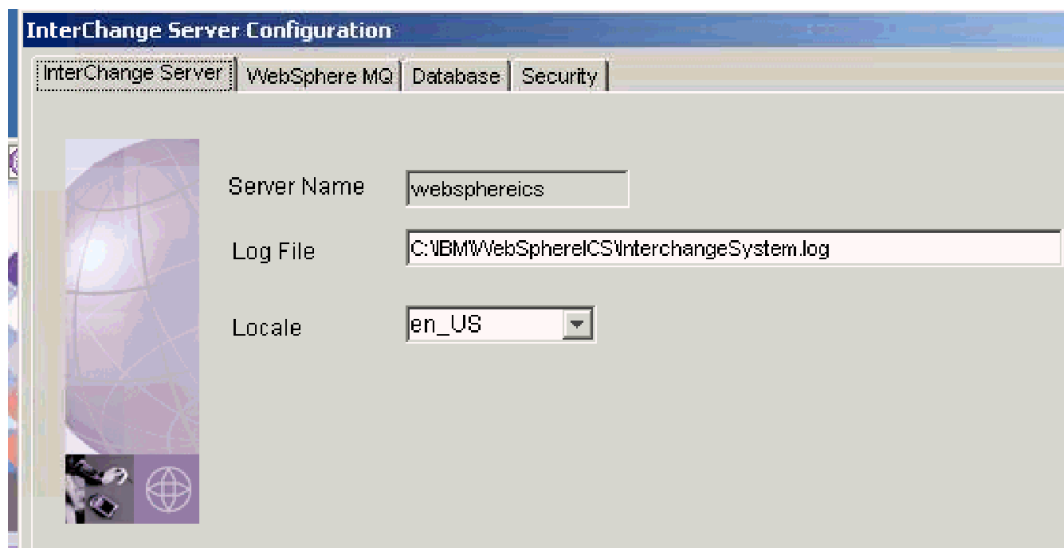 InterChange Server Configuration
InterChange Server WebSphere MQ Database Security
Server Name websphereics
Log File C:\IBM\WebSphereICS\InterchangeSystem.log
Locale en_US